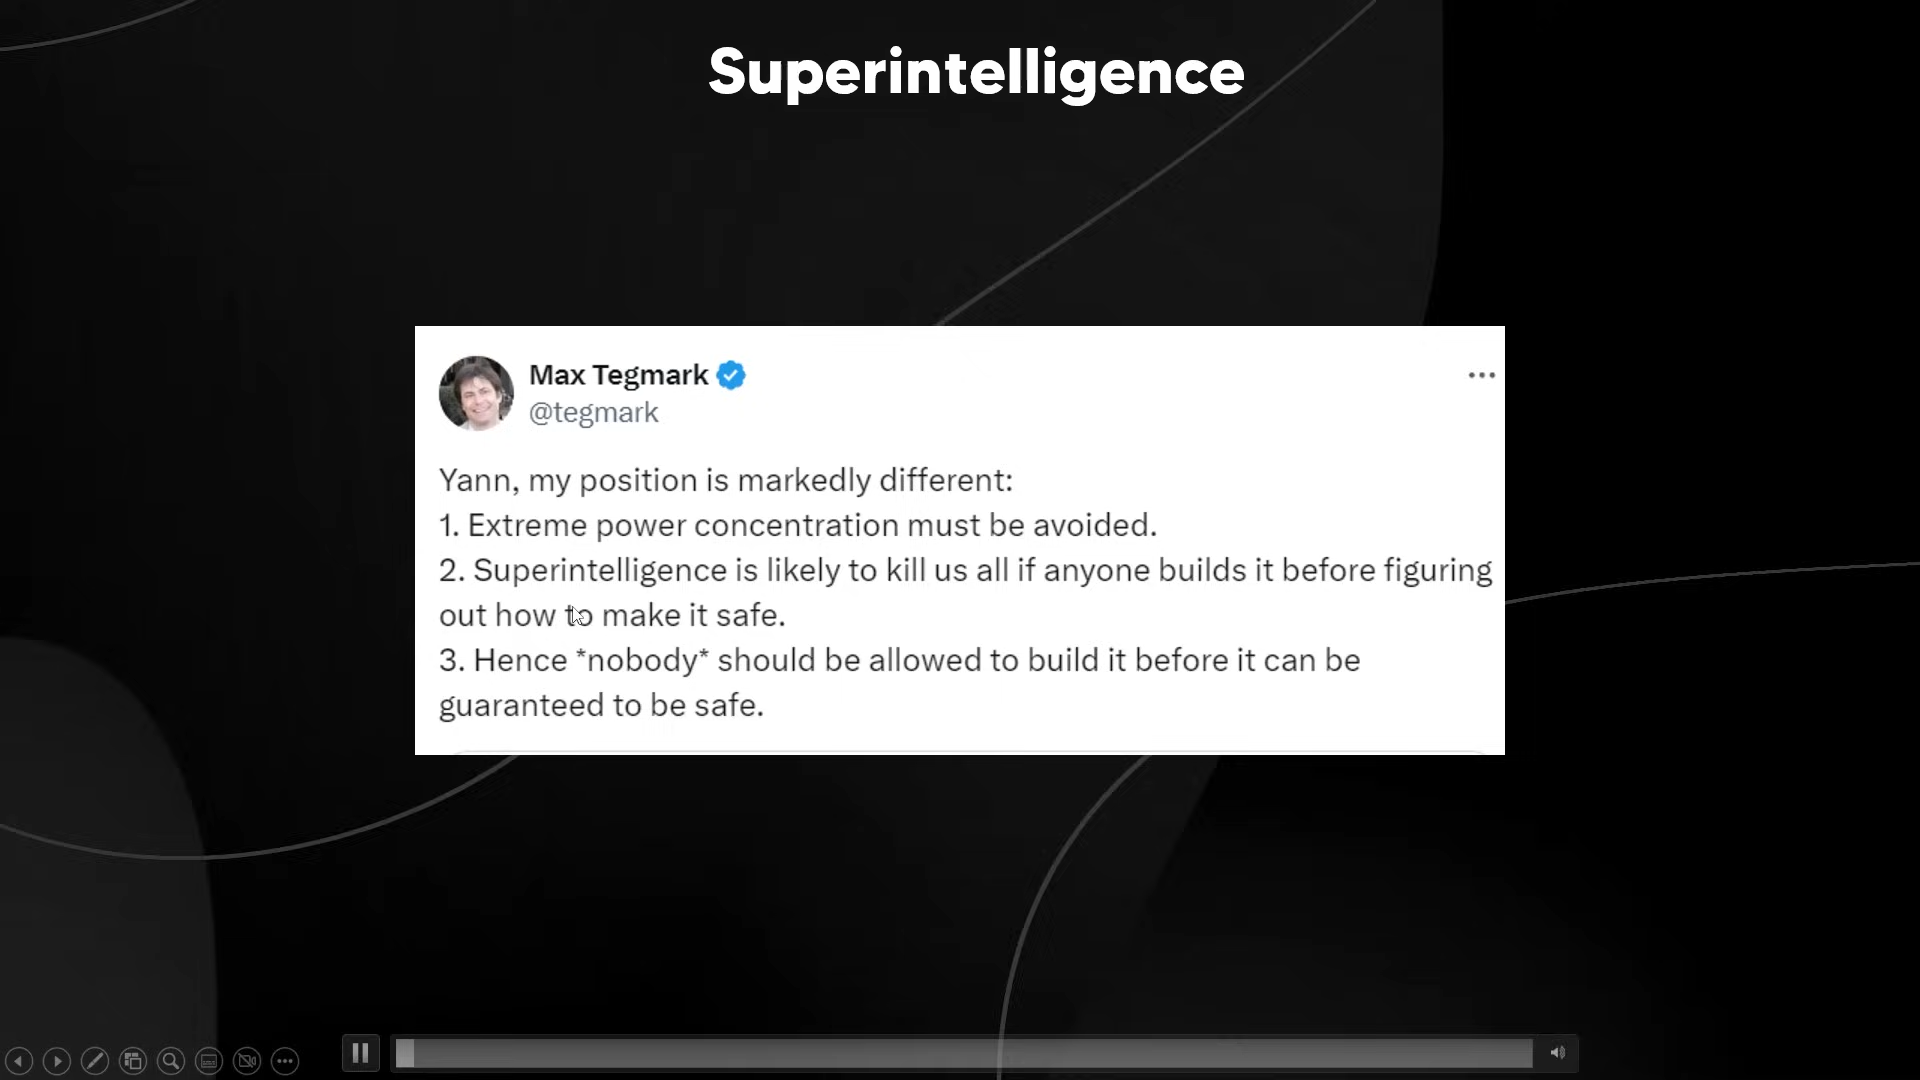 Superintelligence
Max Tegmark
@tegmark
Yann, my position is markedly different:
1. Extreme power concentration must be avoided.
2. Superintelligence is likely to kill us all if anyone builds it before figuring
out how to make it safe.
3. Hence *nobody* should be allowed to build it before it can be
guaranteed to be safe.